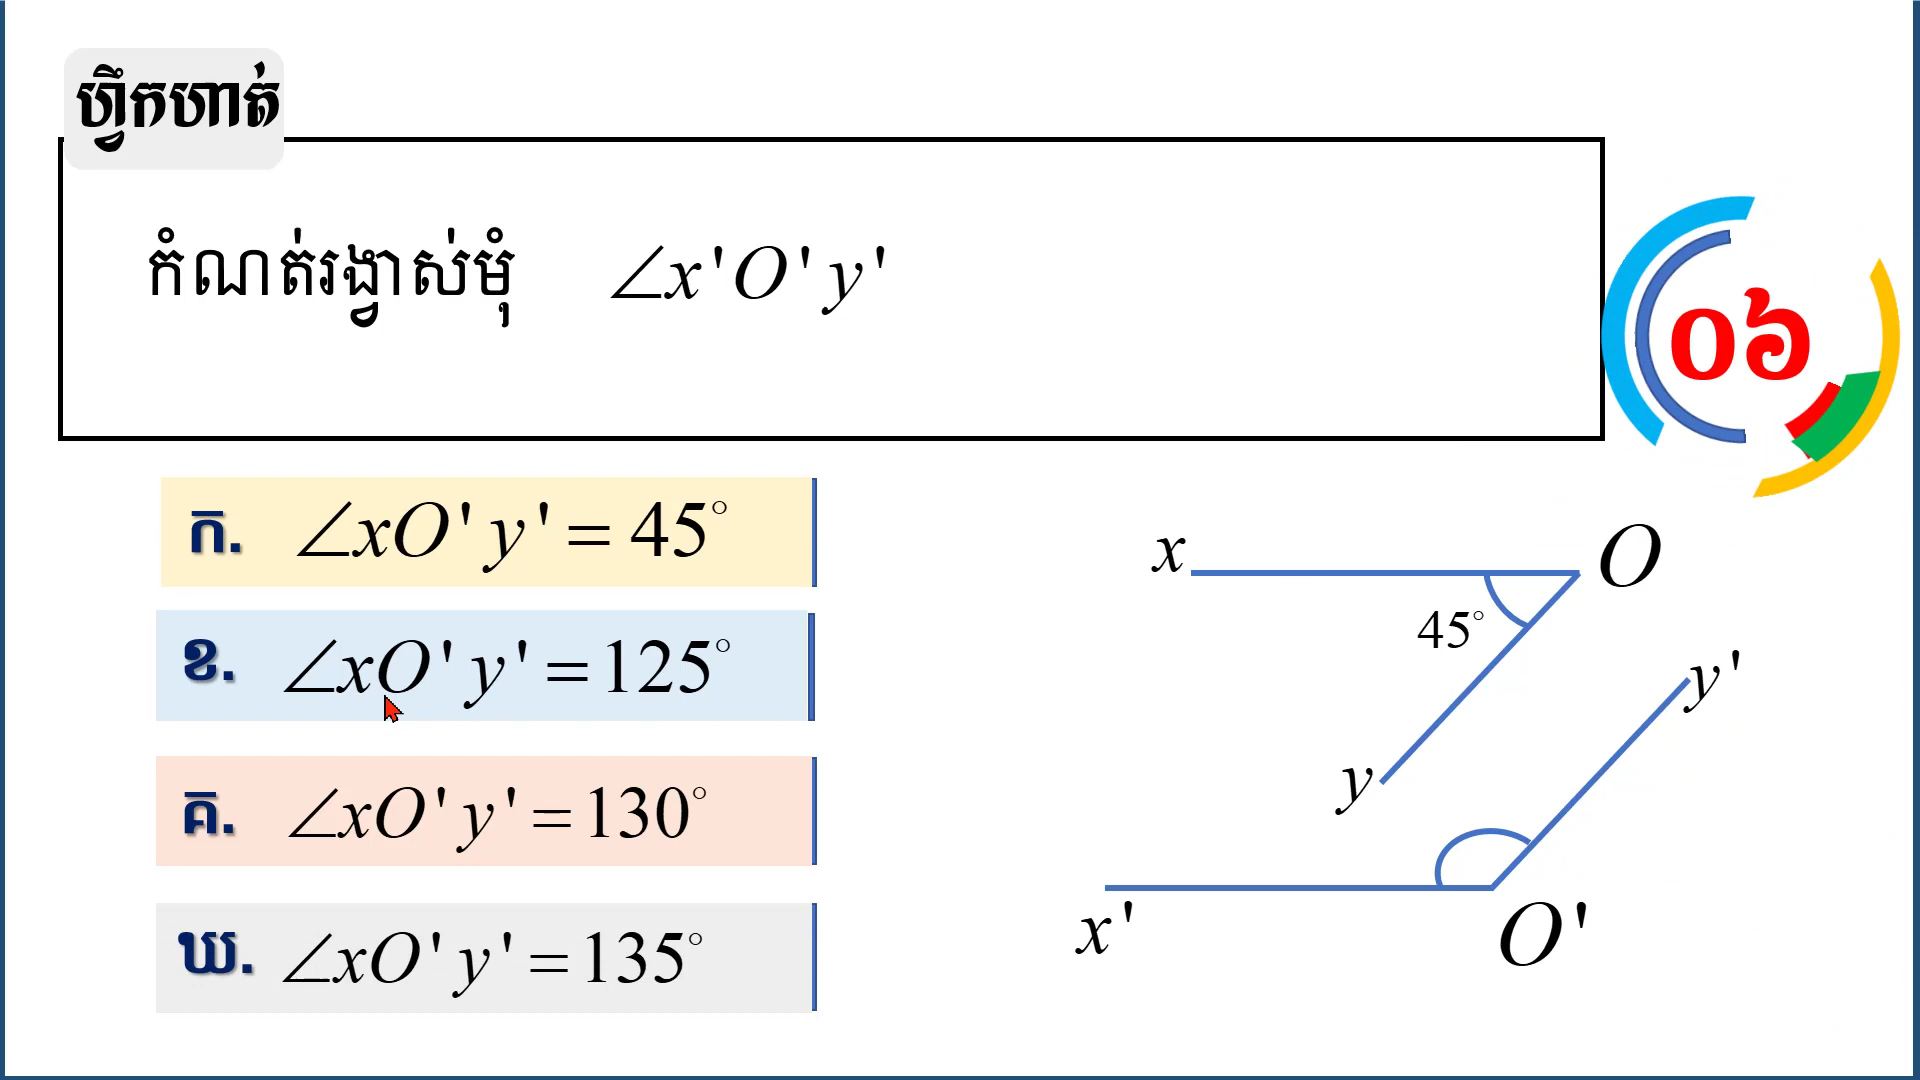 ហ្វឹកហាត់
កំណត់រង្វាស់មុំ ∠x'O'y'
០៦
ក. ∠xO'y' = 45°
ខ. ∠xO'y' = 125°
គ. ∠xO'y' = 130°
ឃ. ∠xO'y' = 135°
x
O
45°
y'
y
x'
O'